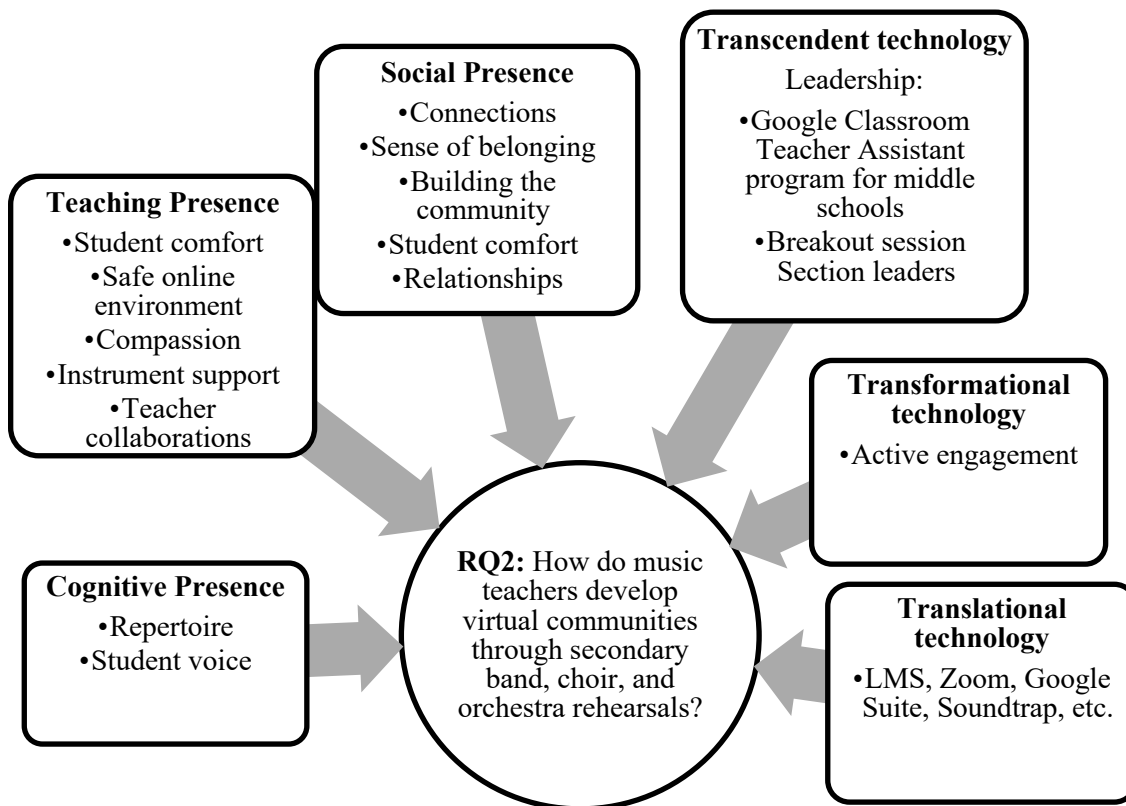 Teaching Presence
•Student comfort
•Safe online
environment
•Compassion
•Instrument support
•Teacher
collaborations
Social Presence
•Connections
•Sense of belonging
•Building the
community
•Student comfort
•Relationships
Transcendent technology
Leadership:
•Google Classroom
Teacher Assistant
program for middle
schools
•Breakout session
Section leaders
Transformational
technology
•Active engagement
Translational
technology
•LMS, Zoom, Google
Suite, Soundtrap, etc.
Cognitive Presence
•Repertoire
•Student voice
RQ2: How do music
teachers develop
virtual communities
through secondary
band, choir, and
orchestra rehearsals?